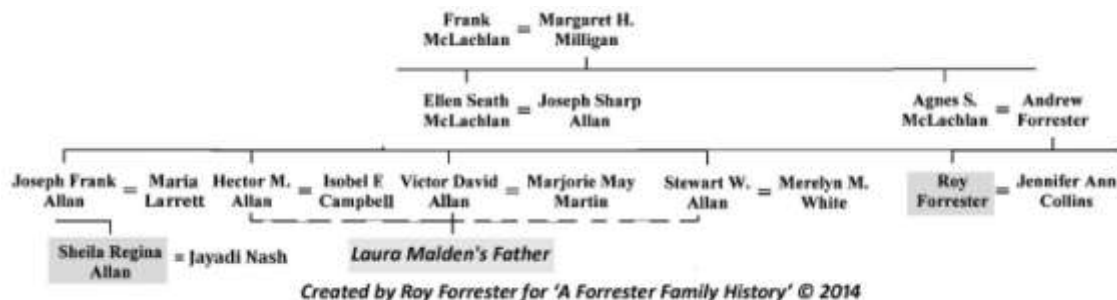 Frank McLachlan = Margaret H. Milligan
Ellen Seath McLachlan = Joseph Sharp Allan
Agnes S. McLachlan = Andrew Forrester
Joseph Frank Allan = Maria Larrett
Hector M. Allan = Isobel F Campbell
Victor David Allan = Marjorie May Martin
Stewart W. Allan = Merelyn M. White
Roy Forrester = Jennifer Ann Collins
Sheila Regina Allan = Jayadi Nash
Laura Malden's Father
Created by Roy Forrester for 'A Forrester Family History' © 2014